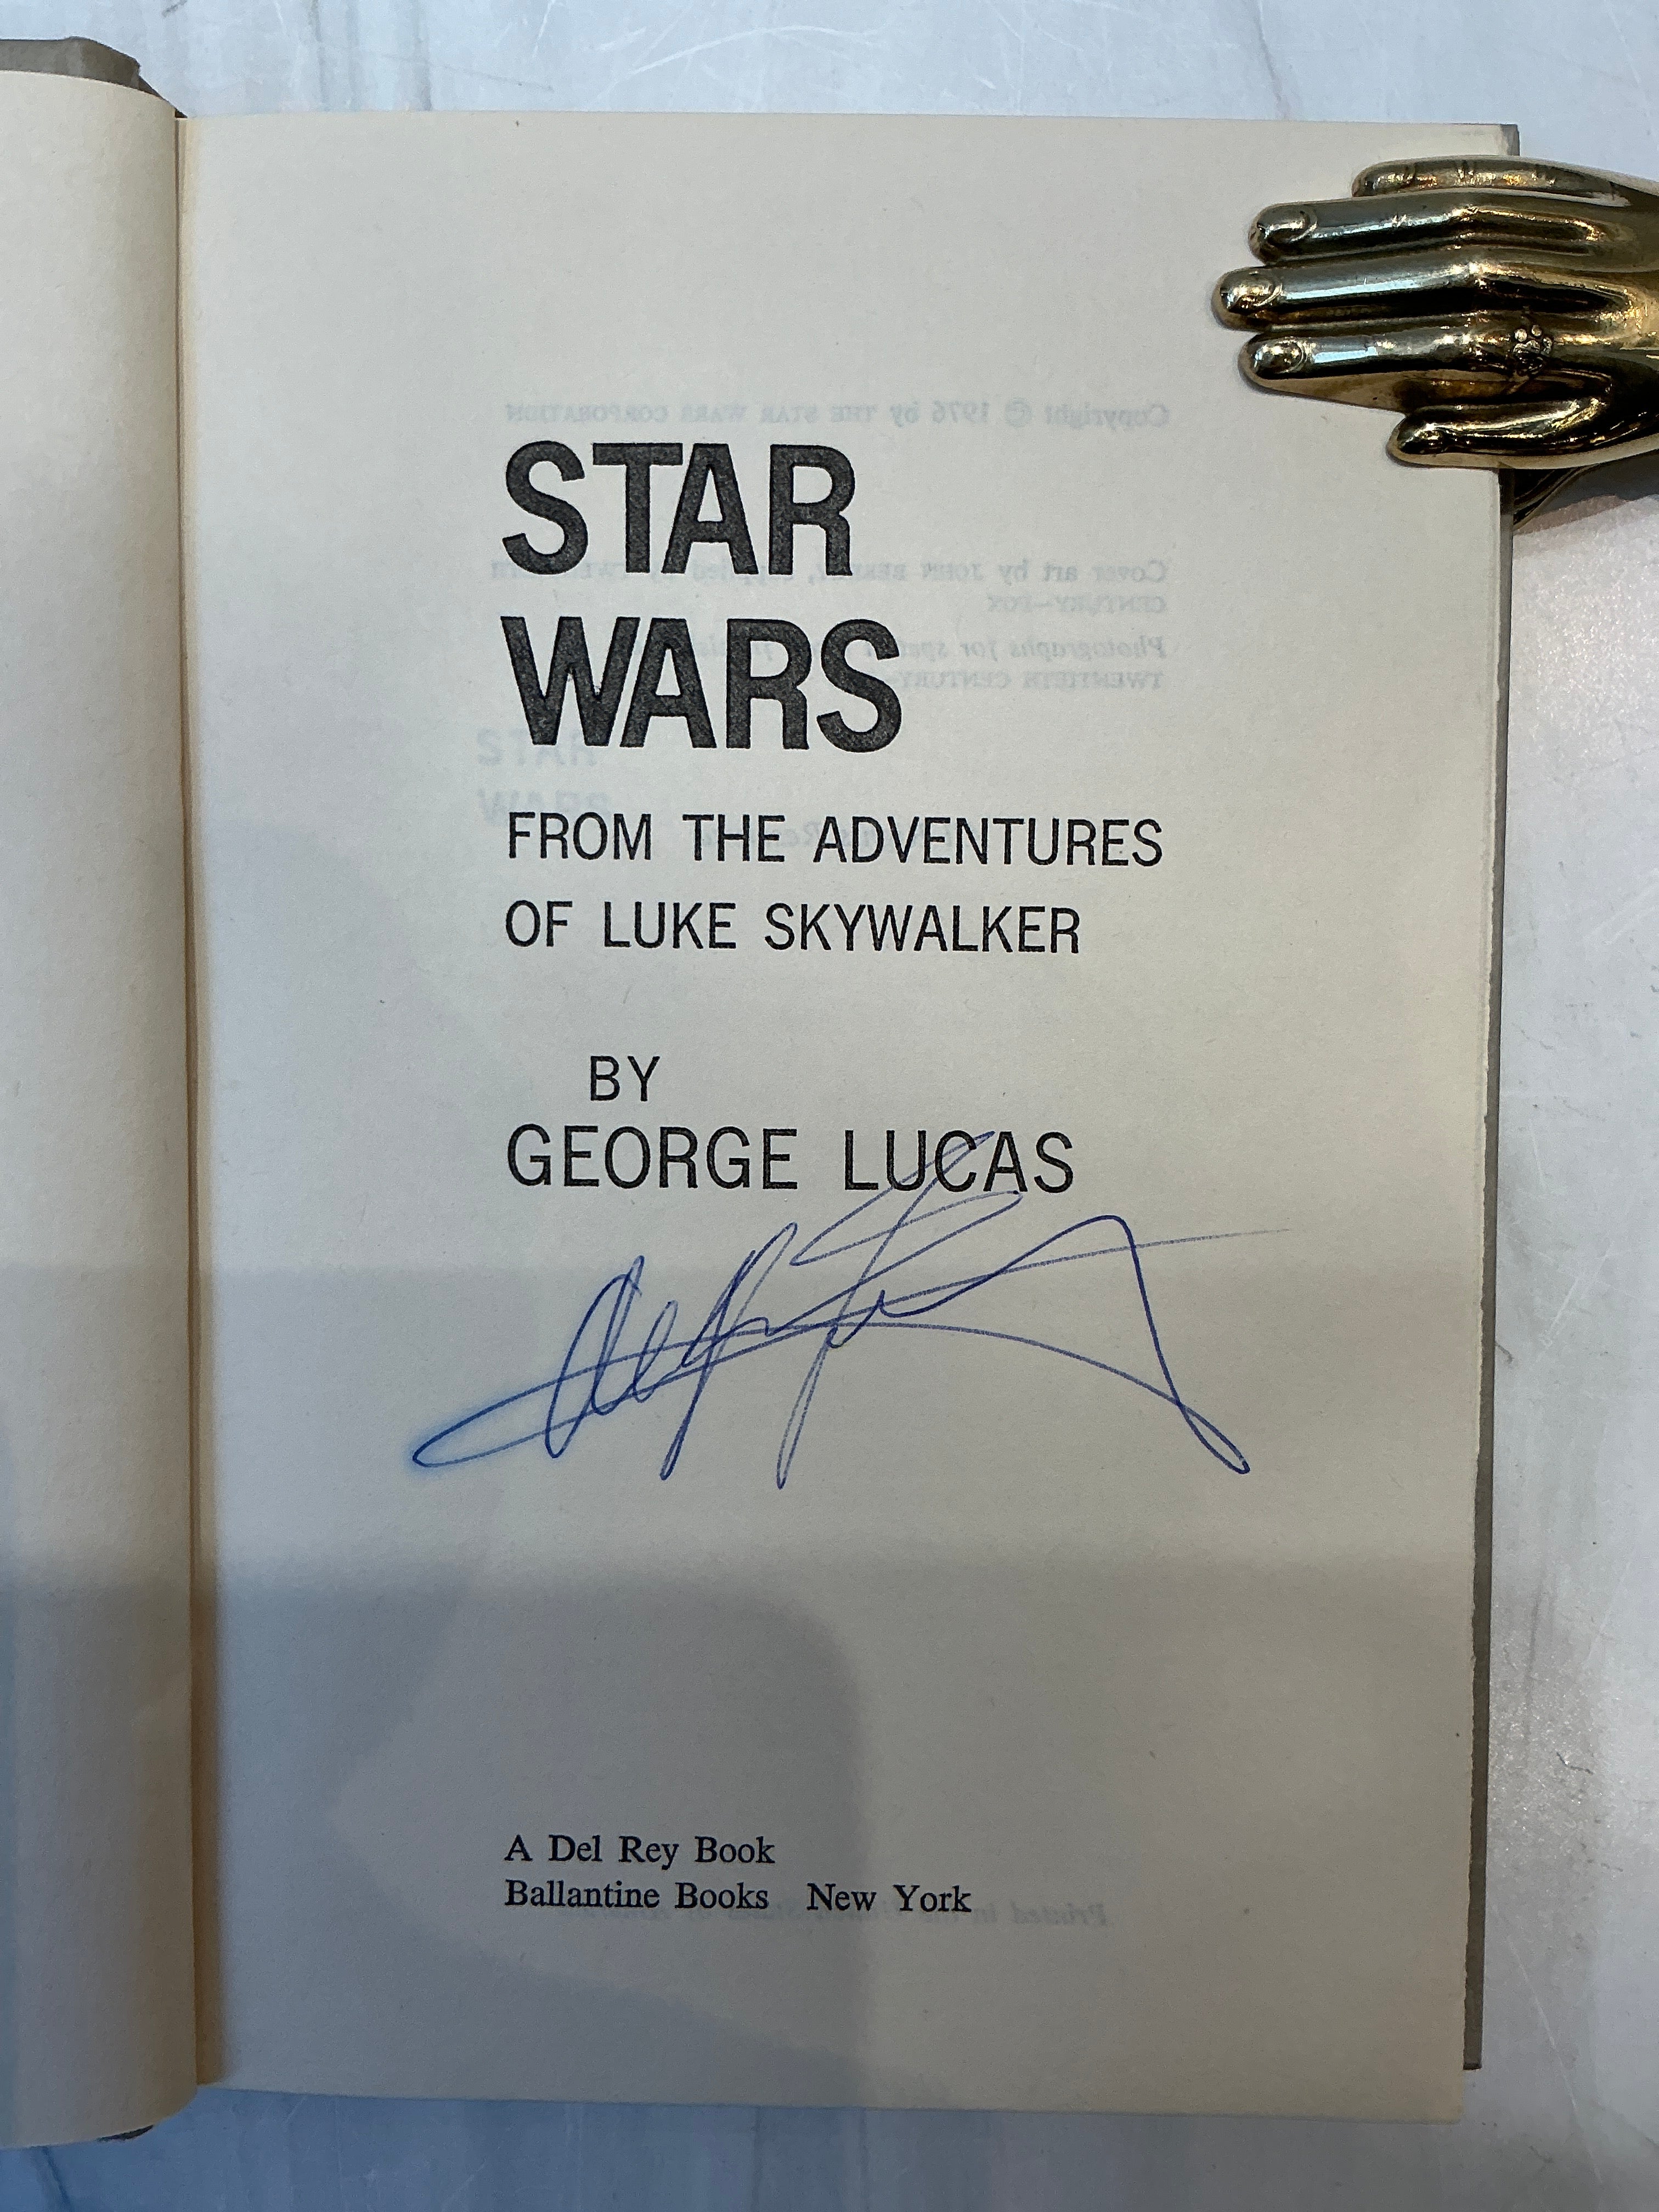 STAR
WARS
FROM THE ADVENTURES
OF LUKE SKYWALKER
BY
GEORGE LUCAS
A Del Rey Book
Ballantine Books New York